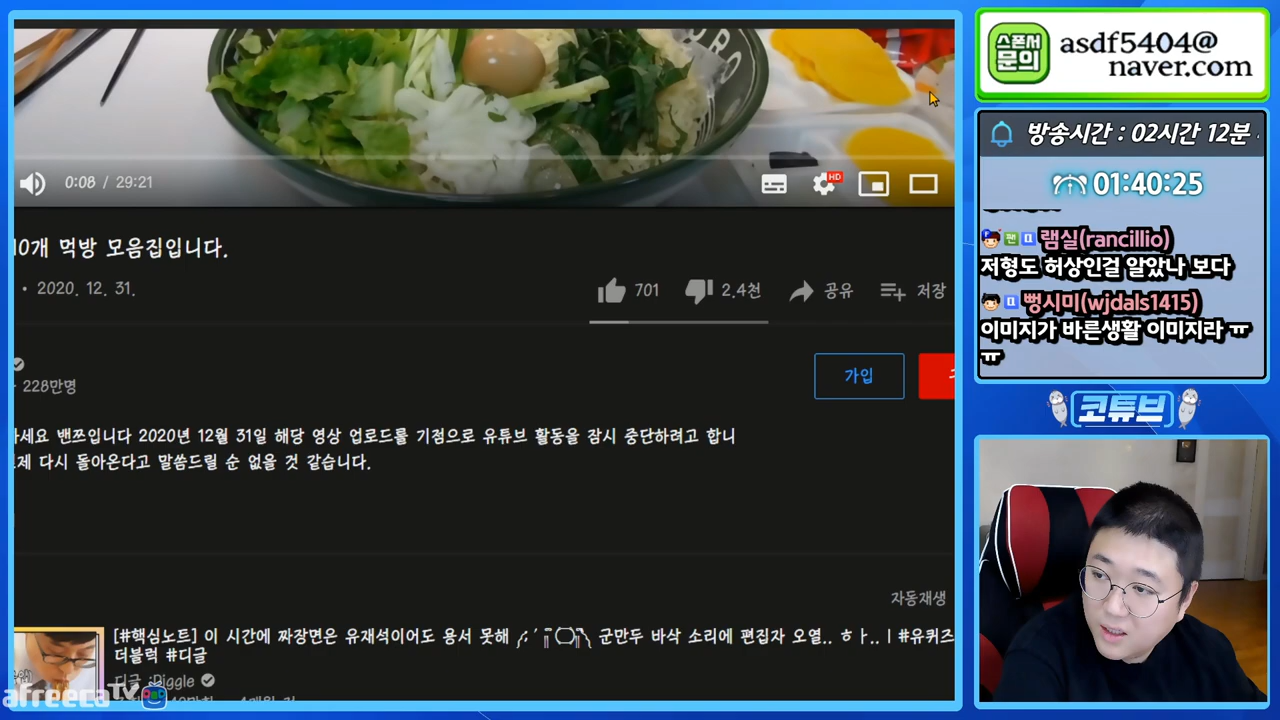 0:08 / 29:21
HD
10개 먹방 모음집입니다.
• 2020. 12. 31.
701
2.4천
공유
저장
228만명
가입
세요 밴쯔입니다 2020년 12월 31일 해당 영상 업로드를 기점으로 유튜브 활동을 잠시 중단하려고 합니
제 다시 돌아온다고 말씀드릴 순 없을 것 같습니다.
자동재생
[#핵심노트] 이 시간에 짜장면은 유재석이어도 용서 못해 군만두 바삭 소리에 편집자 오열.. ㅎㅏ.. | #유퀴즈
더블럭 #디글
디글 :Diggle
afreecaTV
스폰서
문의
asdf5404@
naver.com
방송시간 : 02시간 12분
01:40:25
팬
램실(rancillio)
저형도 허상인걸 알았나 보다
뻥시미(wjdals1415)
이미지가 바른생활 이미지라 ㅠ
ㅠ
코튜브